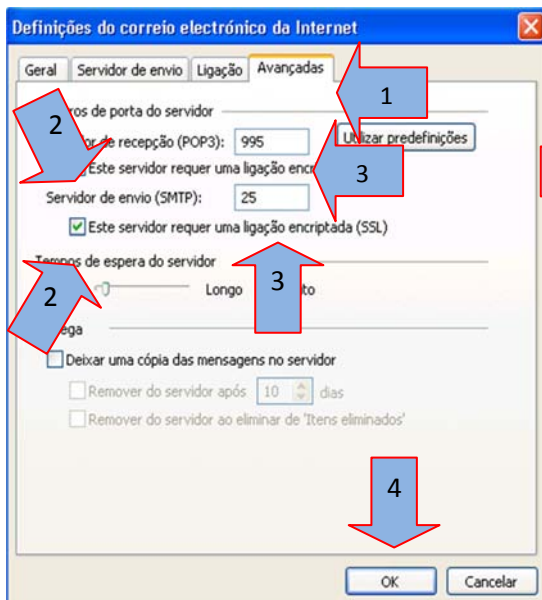 Definições do correio electrónico da Internet
Geral Servidor de envio Ligação Avançadas
1
2
ros de porta do servidor
or de recepção (POP3): 995 Utilizar predefinições
Este servidor requer uma ligação encr
3
Servidor de envio (SMTP): 25
Este servidor requer uma ligação encriptada (SSL)
Tempos de espera do servidor
2
Longo
3
to
ega
Deixar uma cópia das mensagens no servidor
Remover do servidor após 10 dias
Remover do servidor ao eliminar de 'Itens eliminados'
4
OK Cancelar